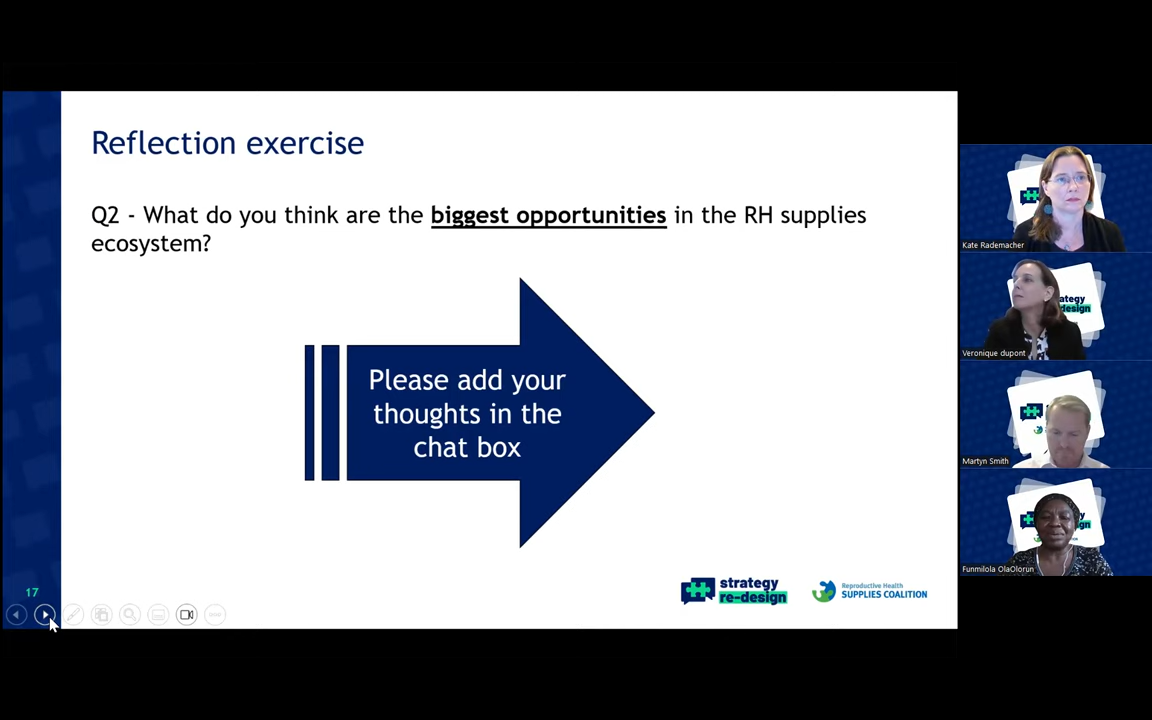 Reflection exercise
Q2 - What do you think are the biggest opportunities in the RH supplies
ecosystem?
Please add your
thoughts in the
chat box
17
strategy
re-design
Reproductive Health
SUPPLIES COALITION
Kate Rademacher
ategy
-design
Veronique dupont
Martyn Smith
Funmilola OlaOlorun